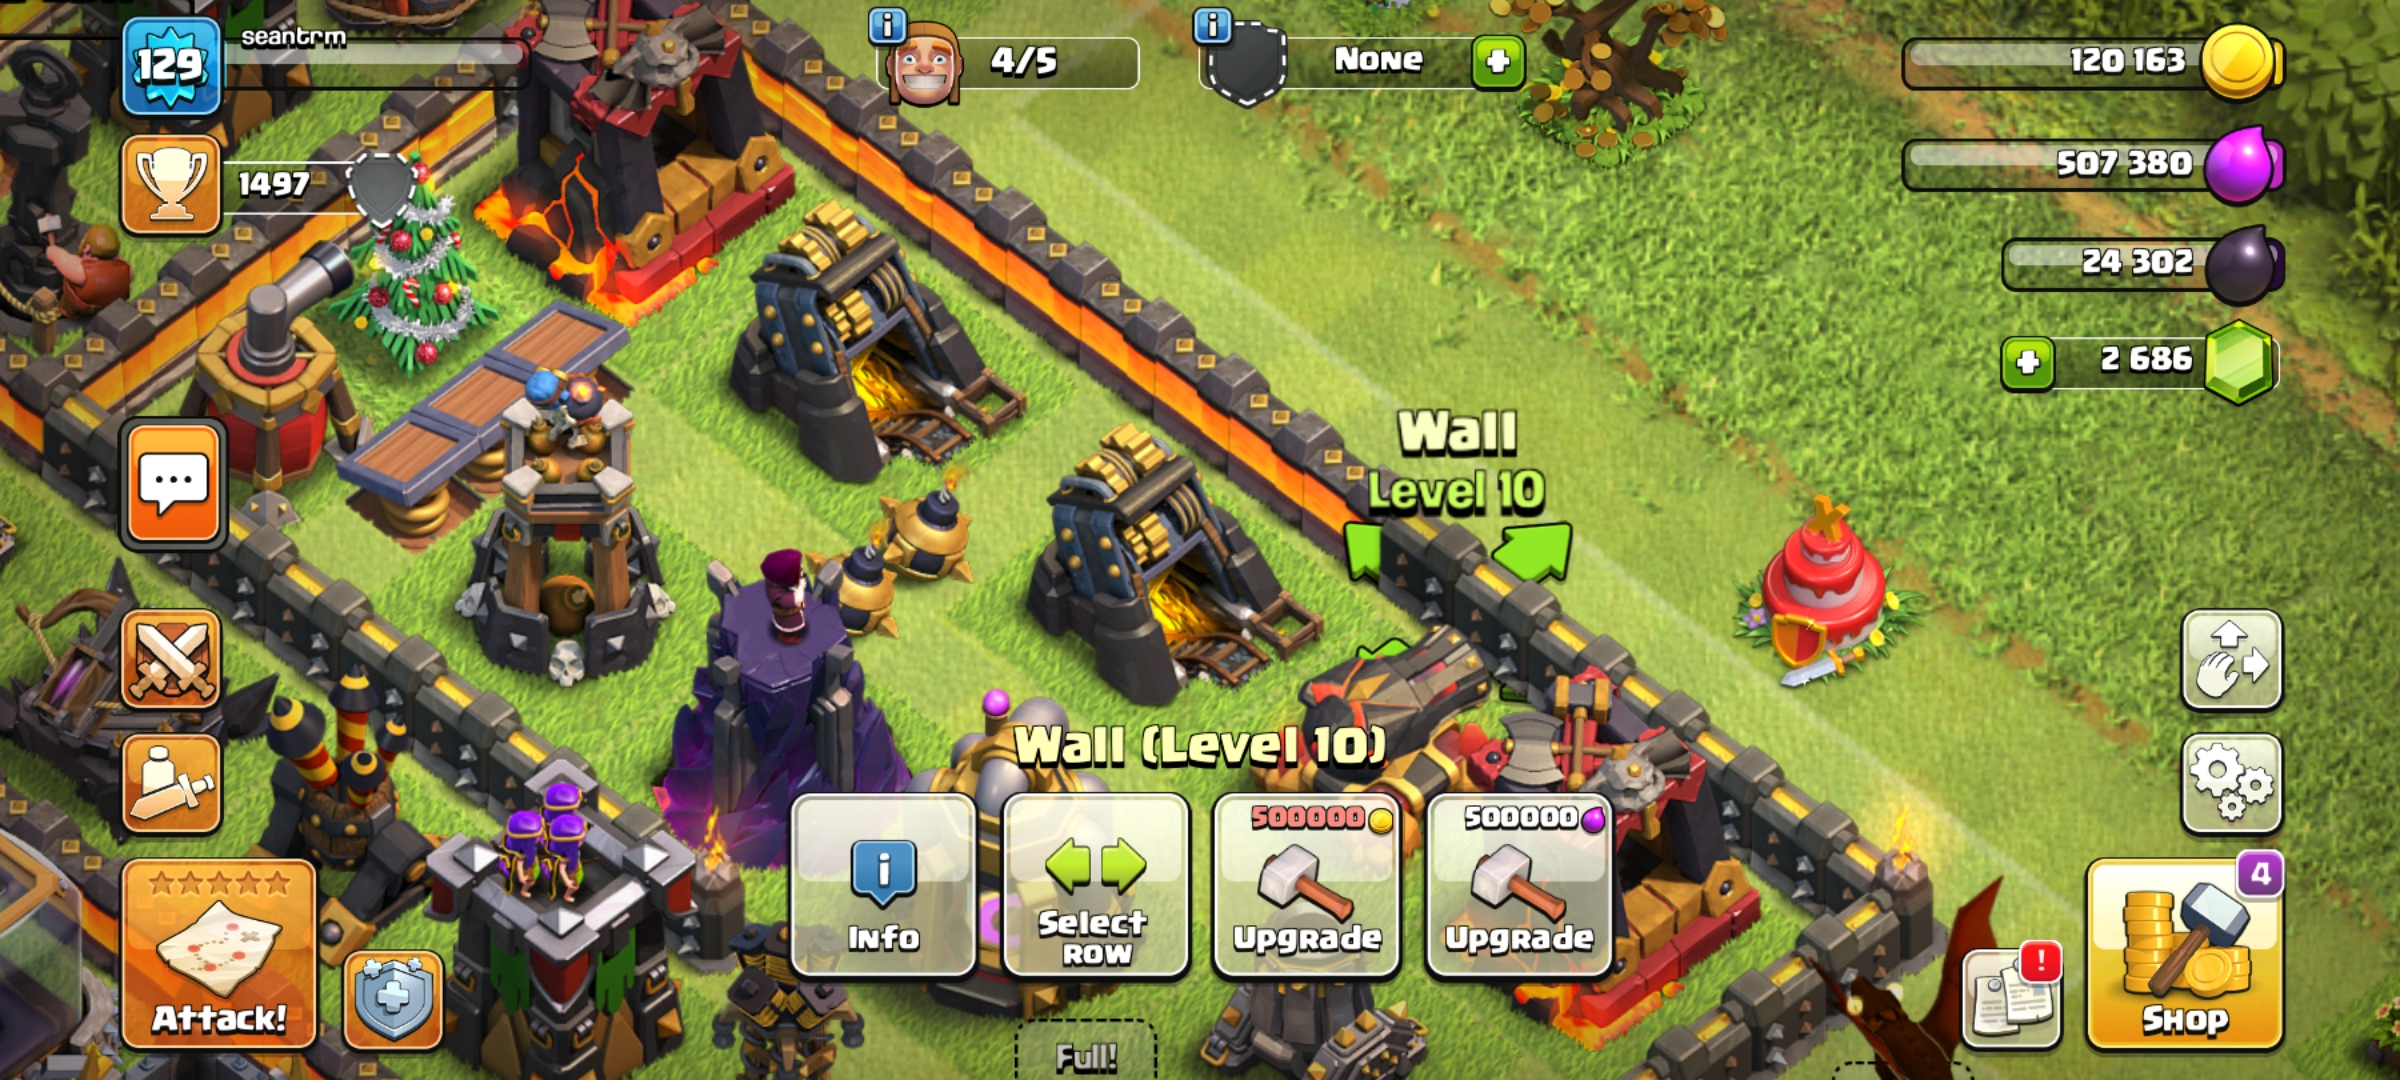 129
seantrm
4/5
None
120 163
1497
507 380
24 302
2 686
Wall
Level 10
Wall (Level 10)
Info
Select
Row
500000
Upgrade
500000
Upgrade
Attack!
4
!
Shop
Full!